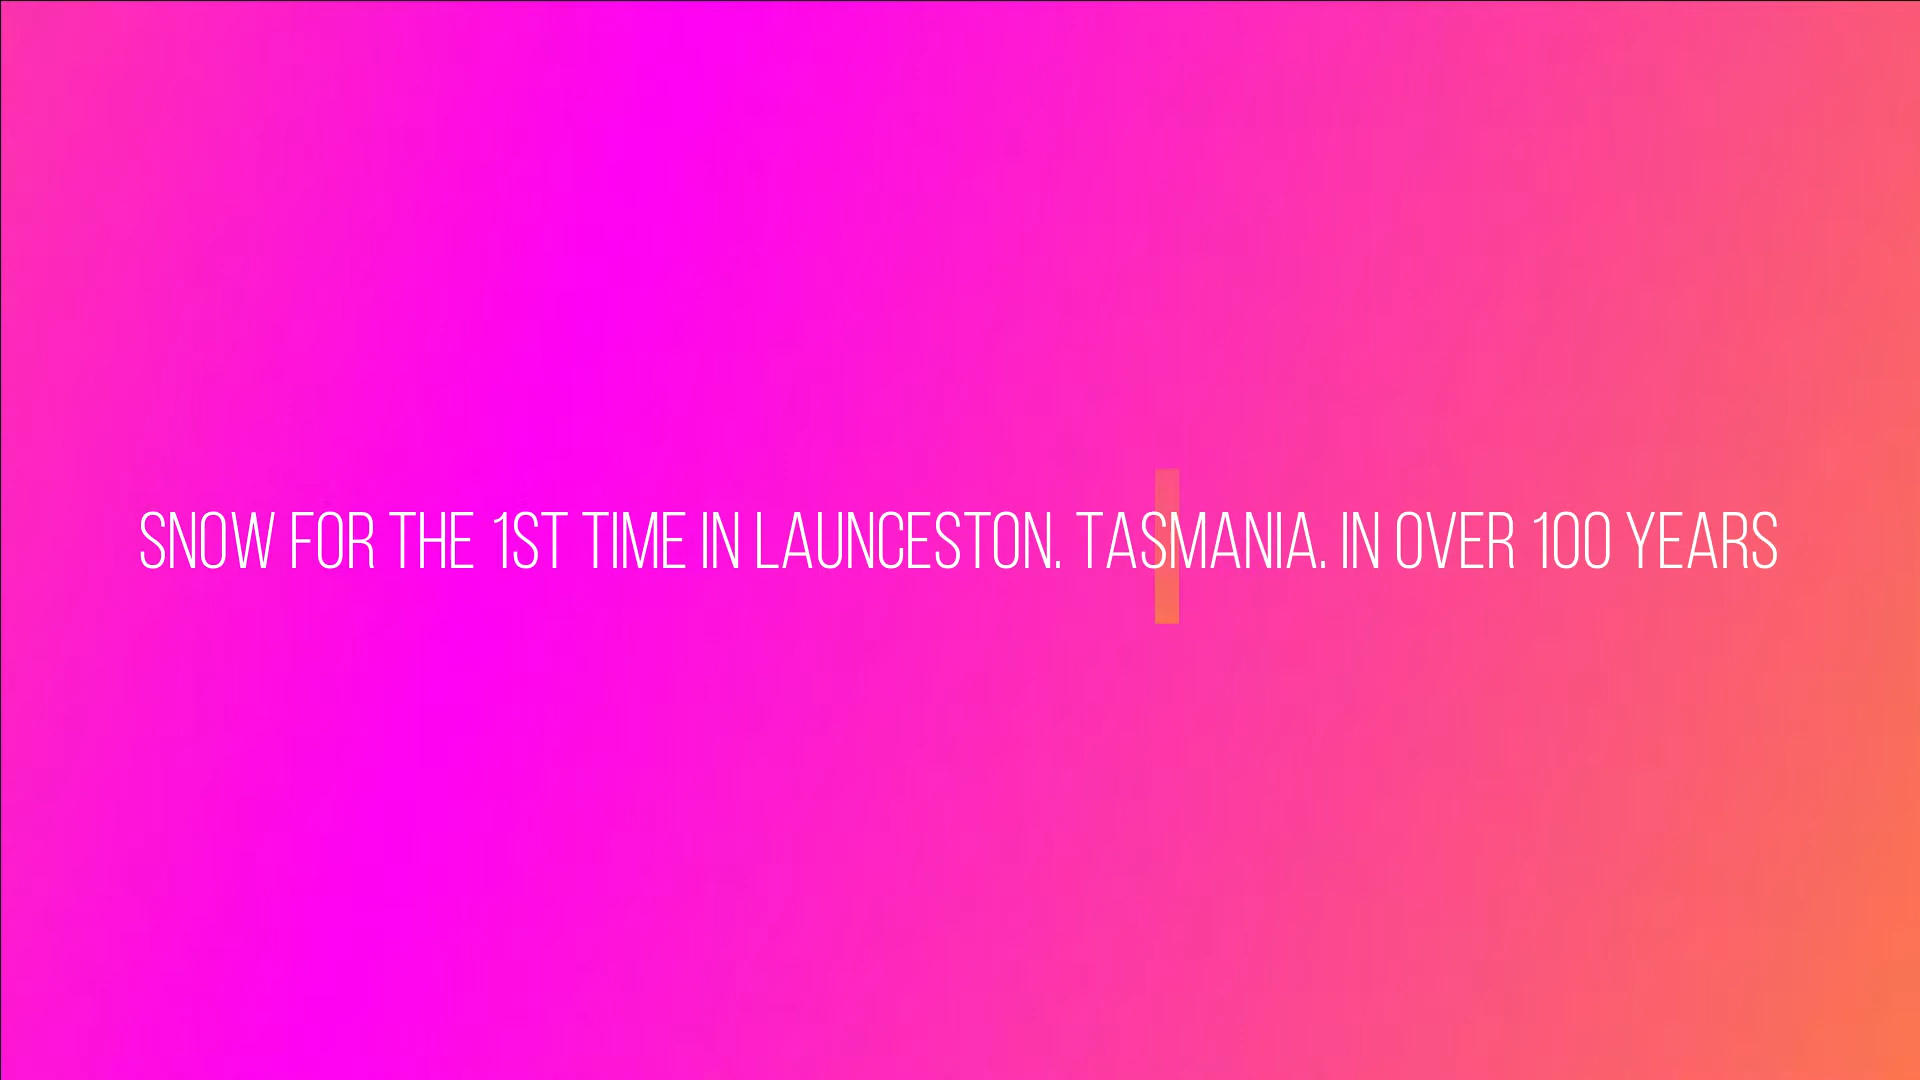 SNOW FOR THE 1ST TIME IN LAUNCESTON. TASMANIA. IN OVER 100 YEARS